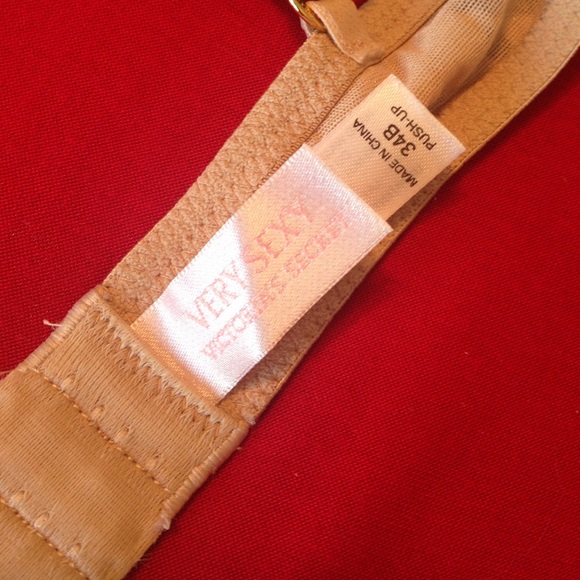 MADE IN CHINA
34B
PUSH-UP
VERY SEXY
VICTORIA'S SECRET